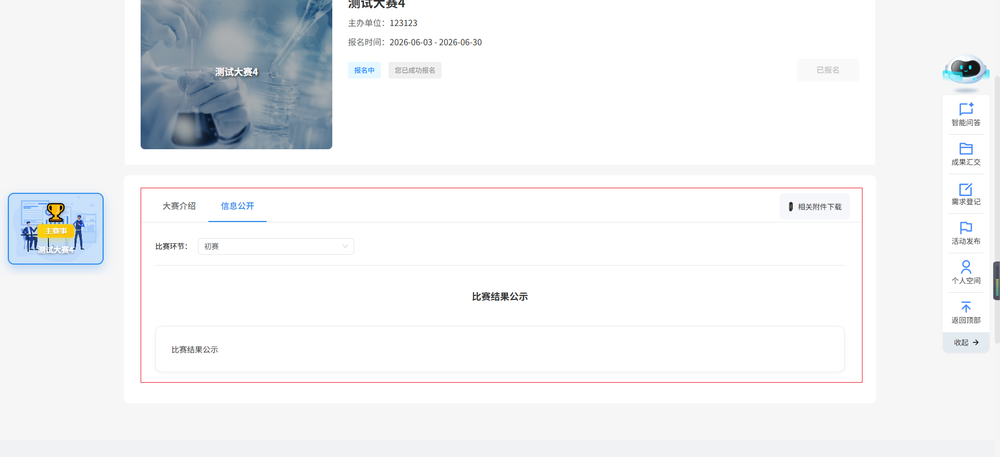 测试大赛4
主办单位：123123
报名时间：2026-06-03 - 2026-06-30
报名中
您已成功报名
已报名
测试大赛4
智能问答
成果汇交
需求登记
活动发布
个人空间
返回顶部
收起
主赛事
测试大赛4
大赛介绍
信息公开
相关附件下载
比赛环节：
初赛
比赛结果公示
比赛结果公示